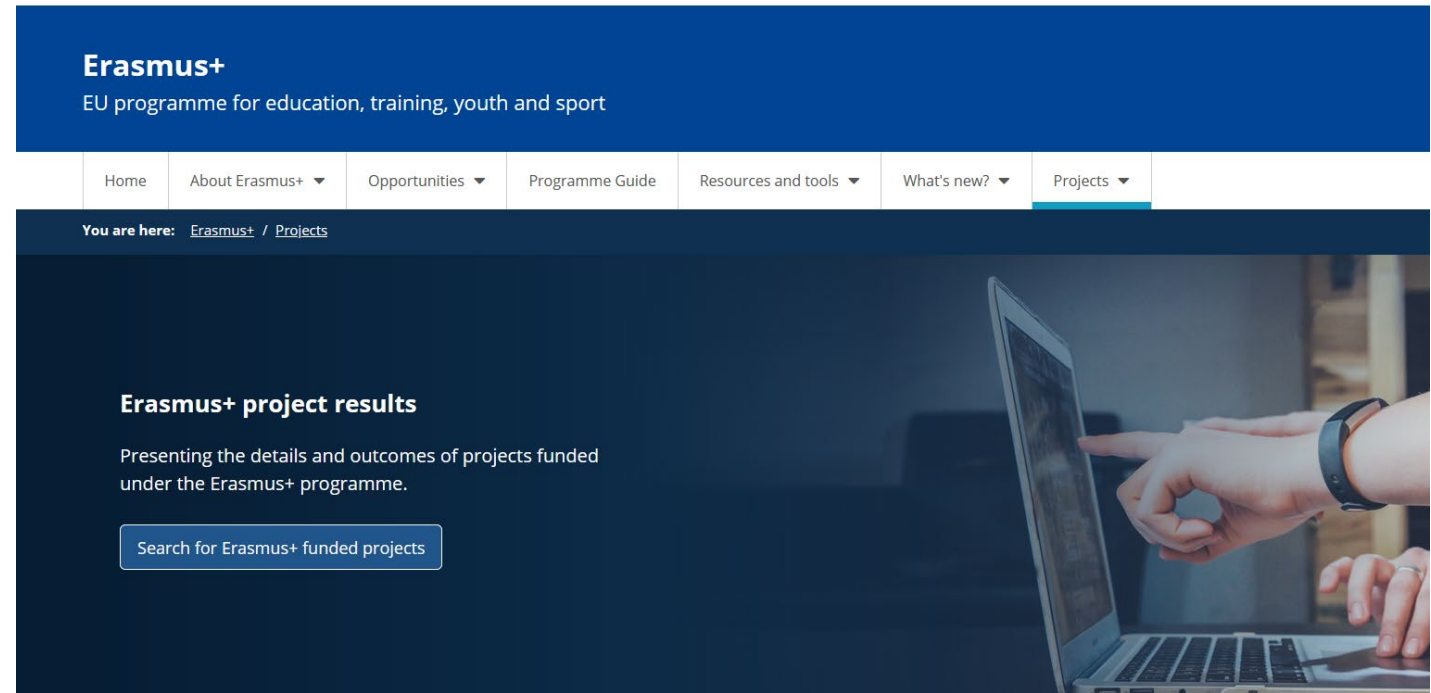 Erasmus+
EU programme for education, training, youth and sport
Home About Erasmus+ Opportunities Programme Guide Resources and tools What's new? Projects
You are here: Erasmus+ / Projects
Erasmus+ project results
Presenting the details and outcomes of projects funded
under the Erasmus+ programme.
Search for Erasmus+ funded projects